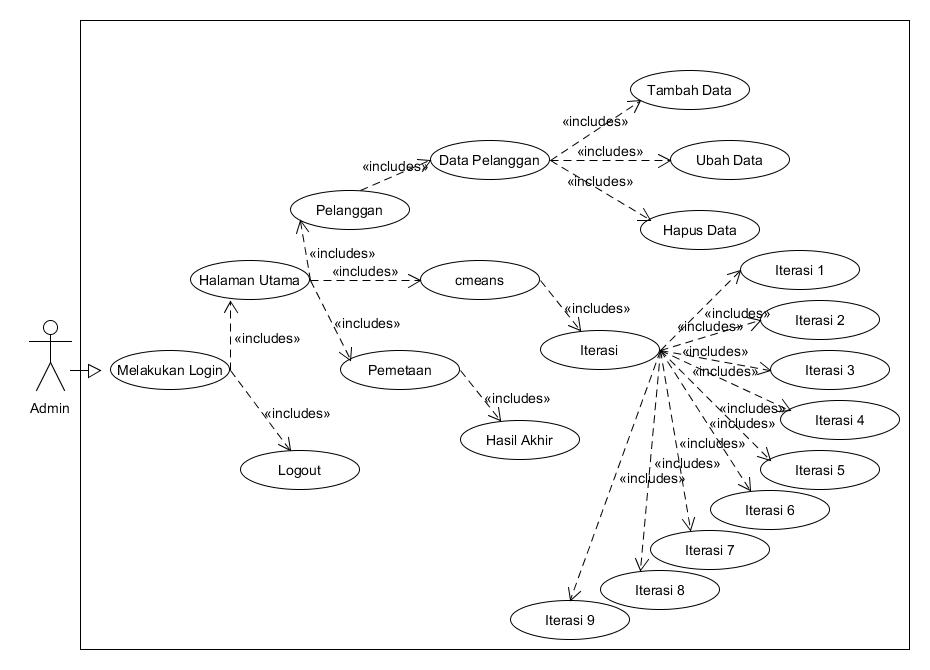 Tambah Data
«includes»
Data Pelanggan
«includes»
Ubah Data
«includes»
«includes»
Pelanggan
Hapus Data
«includes»
Halaman Utama
«includes»
cmeans
Iterasi 1
«includes»
«includes»
Iterasi 2
«includes»
«includes»
Iterasi
«includes»
Iterasi 3
Admin
Melakukan Login
«includes»
Pemetaan
«includes»
«includes»
Iterasi 4
«includes»
«includes»
«includes»
Hasil Akhir
«includes»
Logout
«includes»
Iterasi 5
«includes»
Iterasi 6
Iterasi 7
Iterasi 8
Iterasi 9